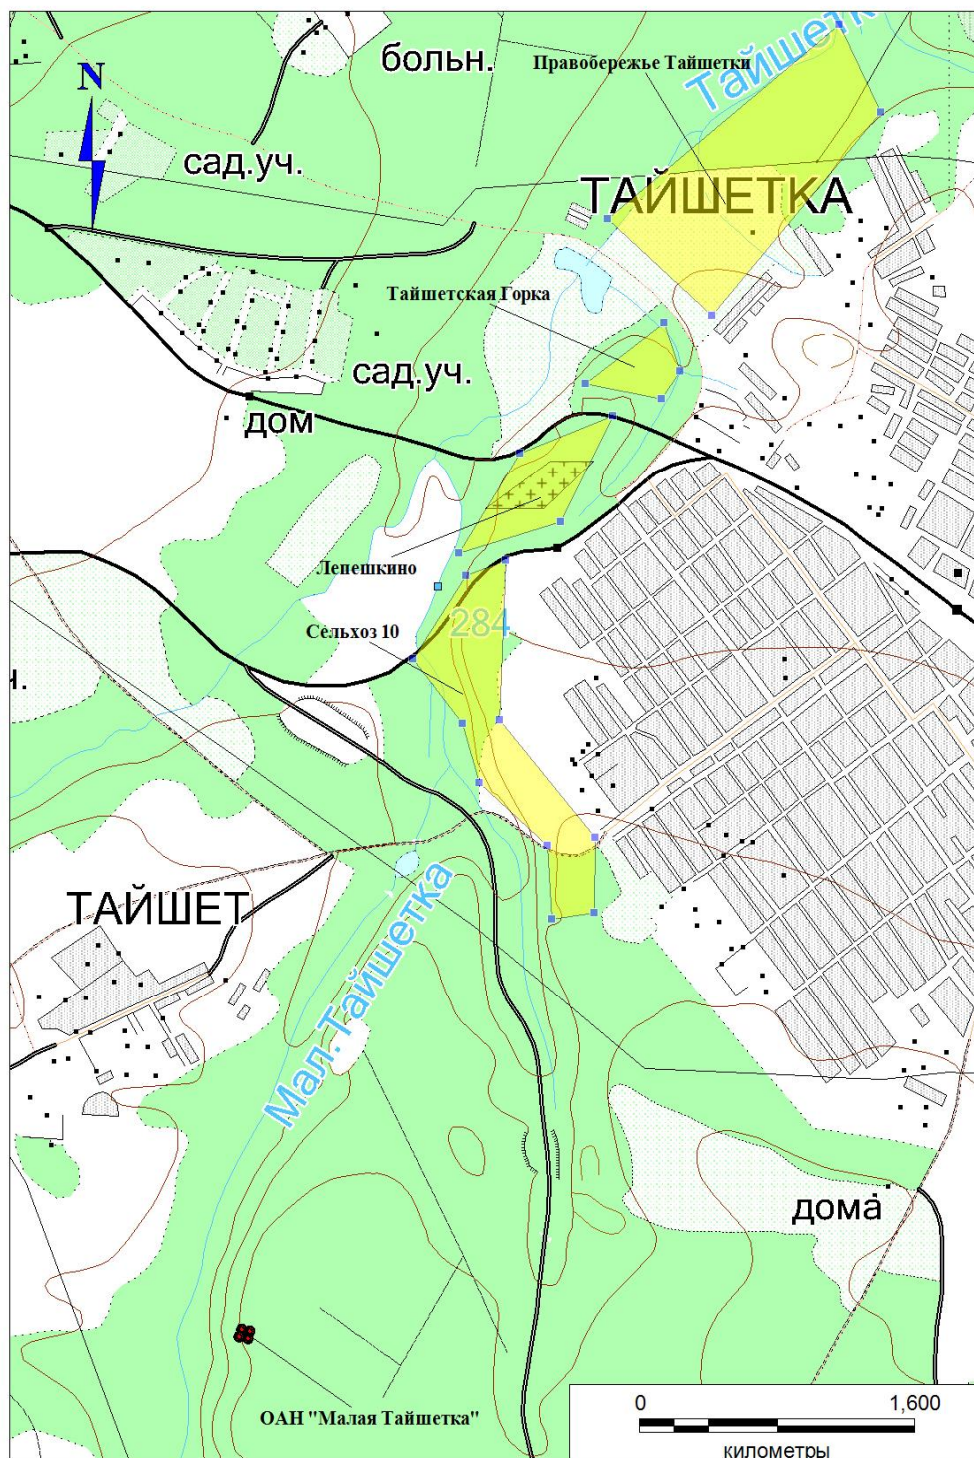 Тайшетк
больн.
Правобережье Тайшетки
N
сад.уч.
ТАЙШЕТКА
Тайшетская Горка
сад.уч.
дом
Лепешкино
284
Сельхоз 10
ч.
ТАЙШЕТ
Мал. Тайшетка
дома
0 1,600
километры
ОАН "Малая Тайшетка"